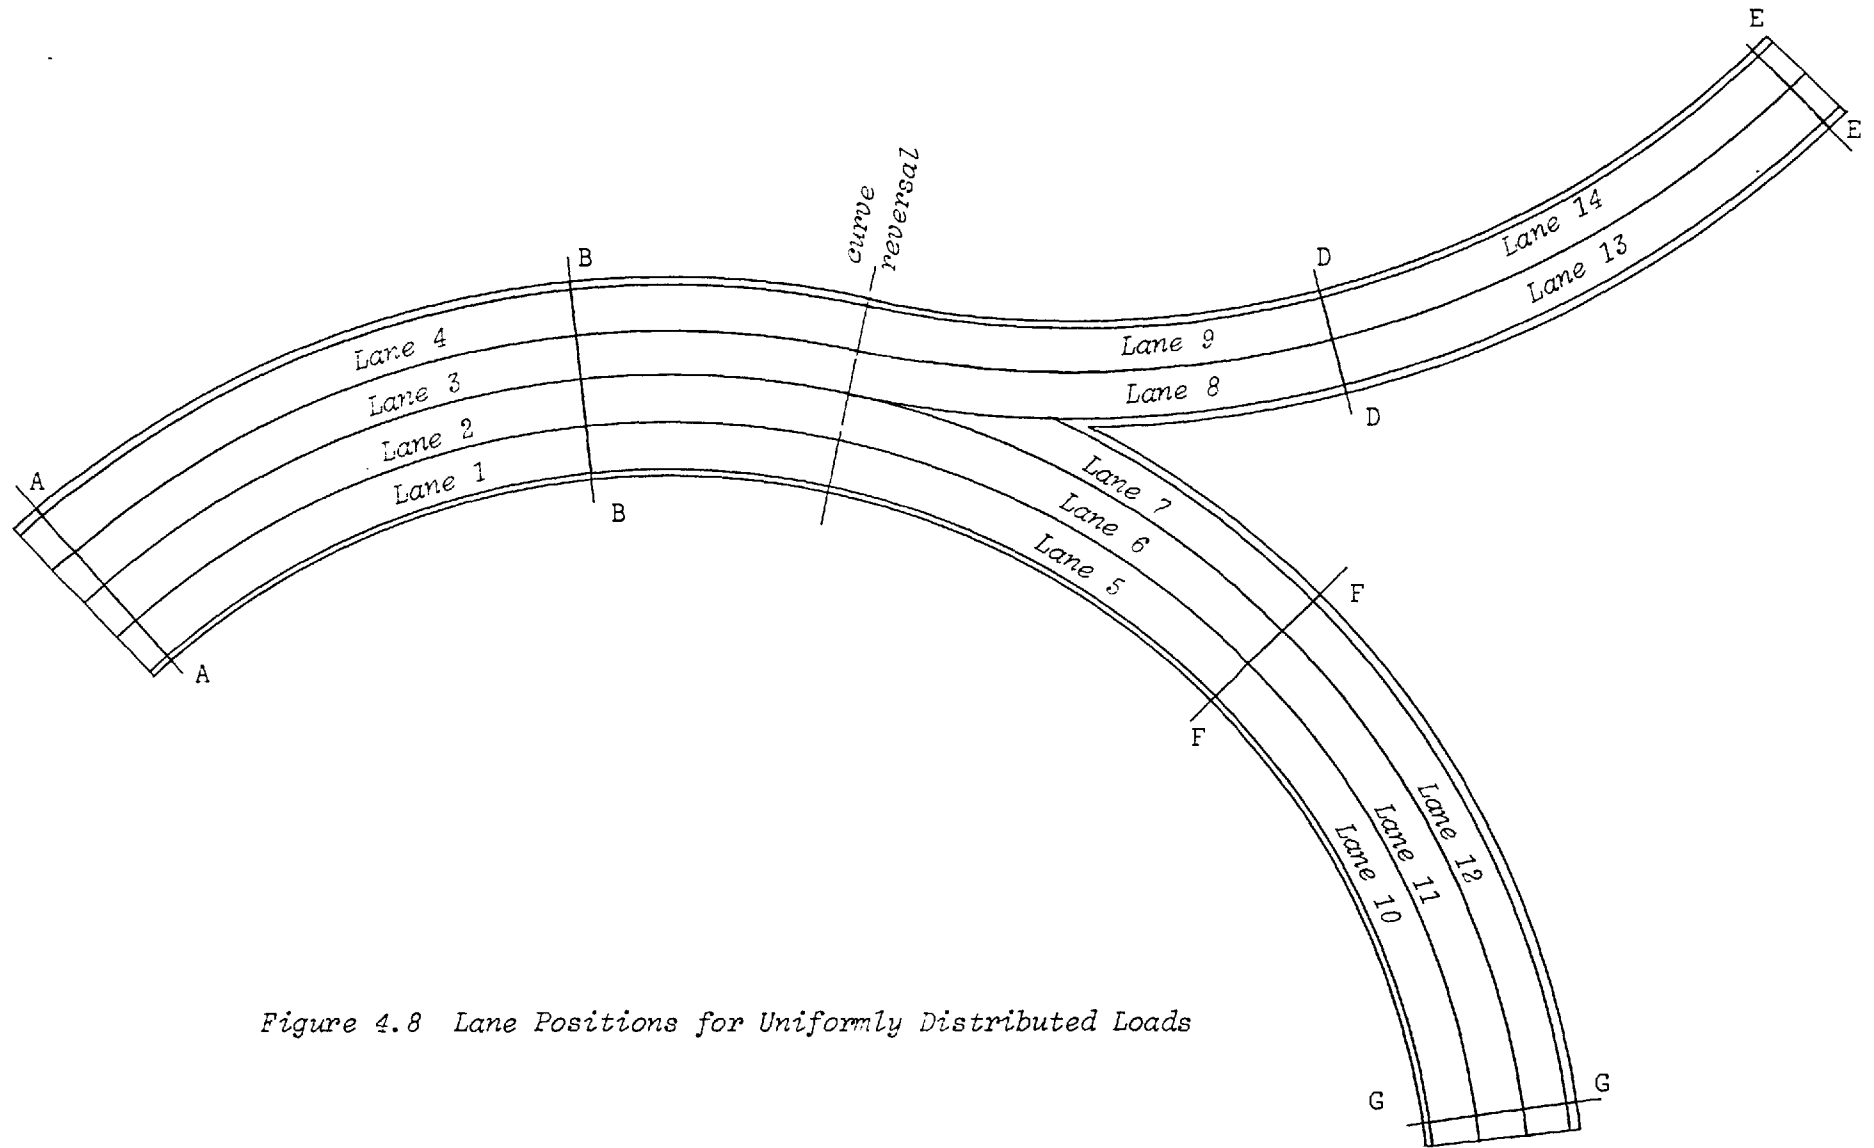 E
E
curve
reversal
B
D
Lane 14
Lane 13
Lane 4
Lane 9
Lane 3
Lane 8
Lane 2
D
A
Lane 1
Lane 7
B
Lane 6
Lane 5
F
A
F
Lane 12
Lane 11
Lane 10
Figure 4.8 Lane Positions for Uniformly Distributed Loads
G
G